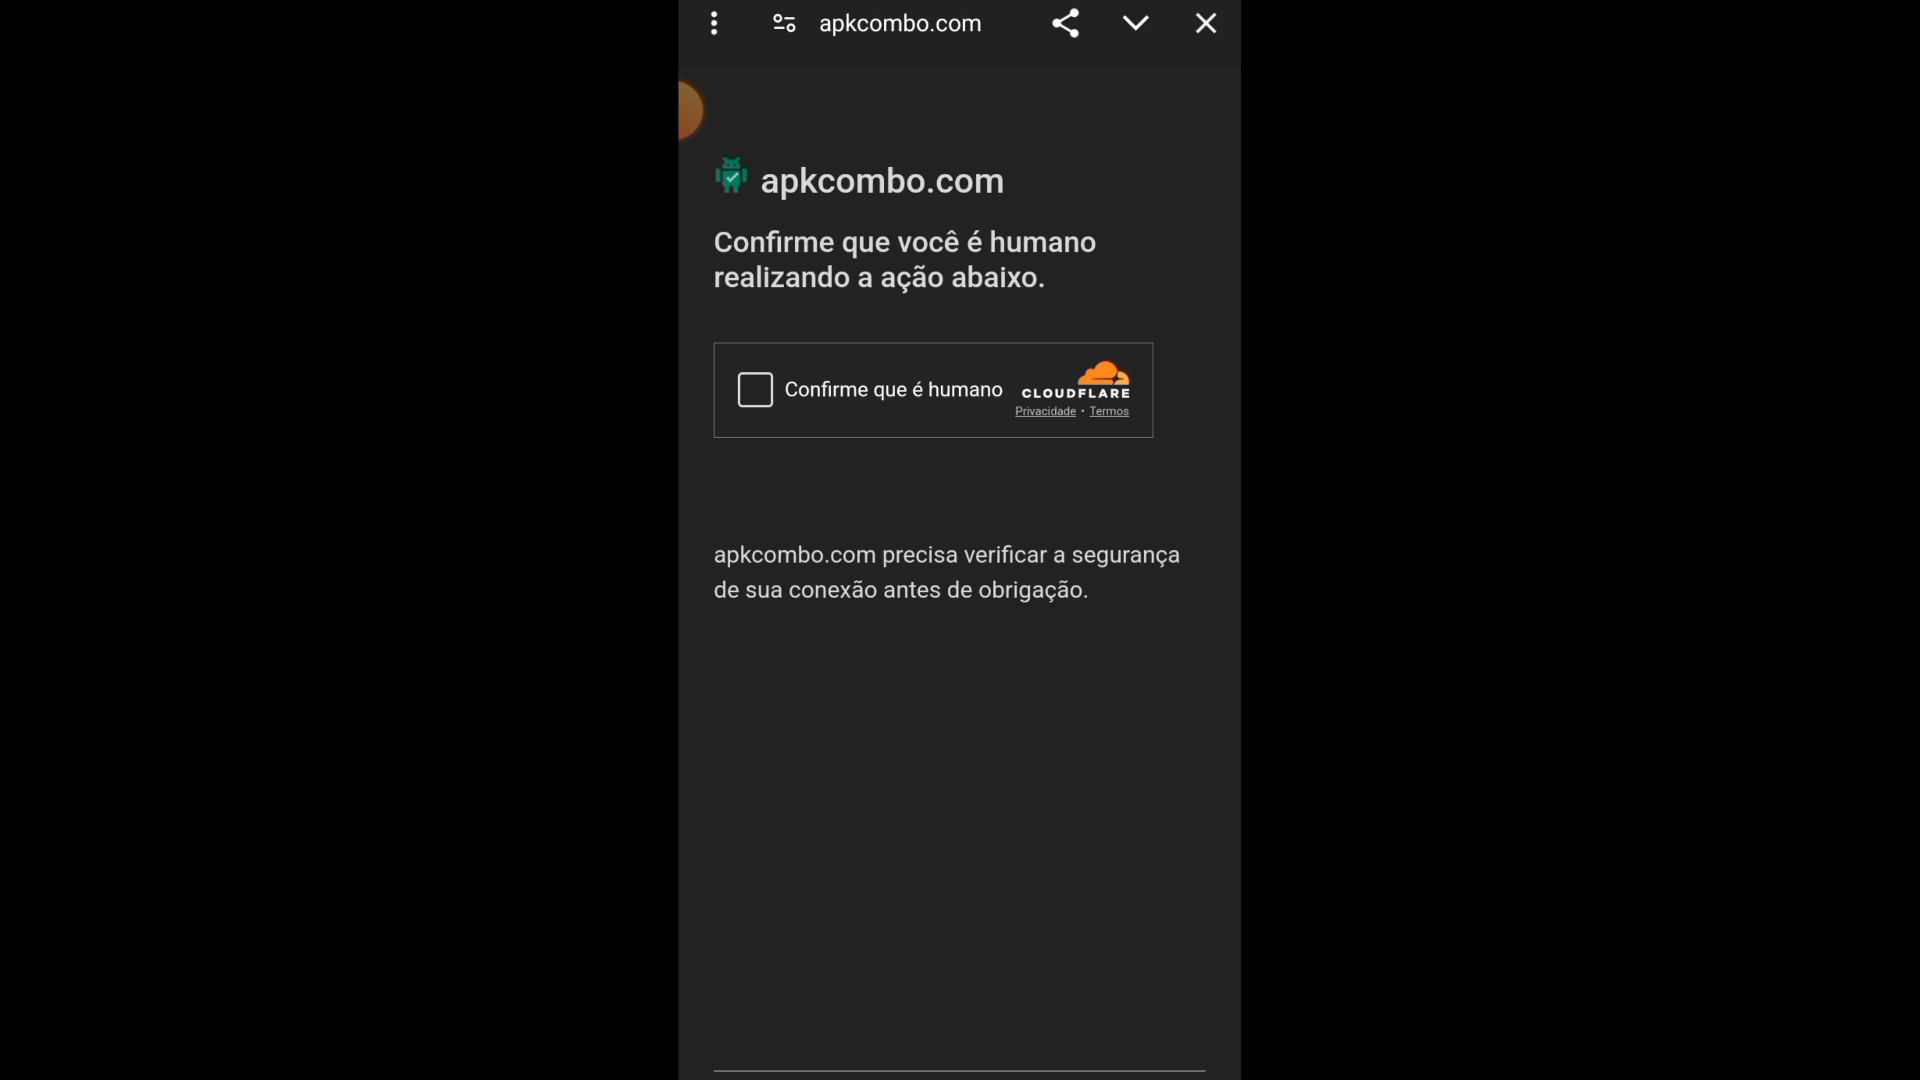 apkcombo.com
apkcombo.com
Confirme que você é humano
realizando a ação abaixo.
Confirme que é humano
CLOUDFLARE
Privacidade • Termos
apkcombo.com precisa verificar a segurança
de sua conexão antes de obrigação.